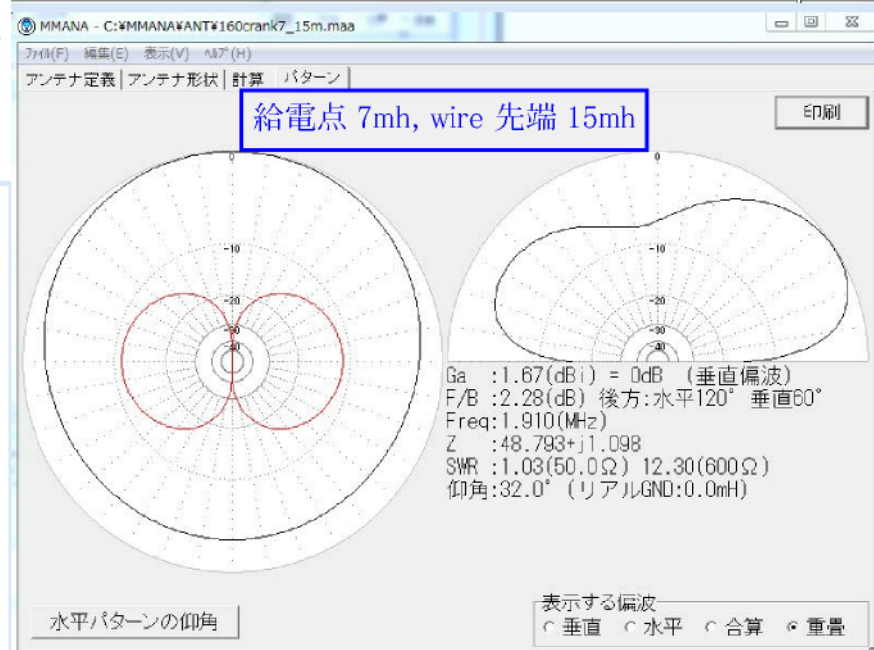 MMANA - C:¥MMANA¥ANT¥160crank7_15m.maa
ファイル(F) 編集(E) 表示(V) ヘルプ(H)
アンテナ定義 アンテナ形状 計算 パターン
給電点 7mh, wire 先端 15mh
印刷
0
-10
-20
-30
-40
0
-10
-20
-30
-40
Ga :1.67(dBi) = 0dB (垂直偏波)
F/B :2.28(dB) 後方:水平120° 垂直60°
Freq:1.910(MHz)
Z :48.793+j1.098
SWR :1.03(50.0Ω) 12.30(600Ω)
仰角:32.0° (リアルGND:0.0mH)
水平パターンの仰角
表示する偏波
垂直 水平 合算 重畳